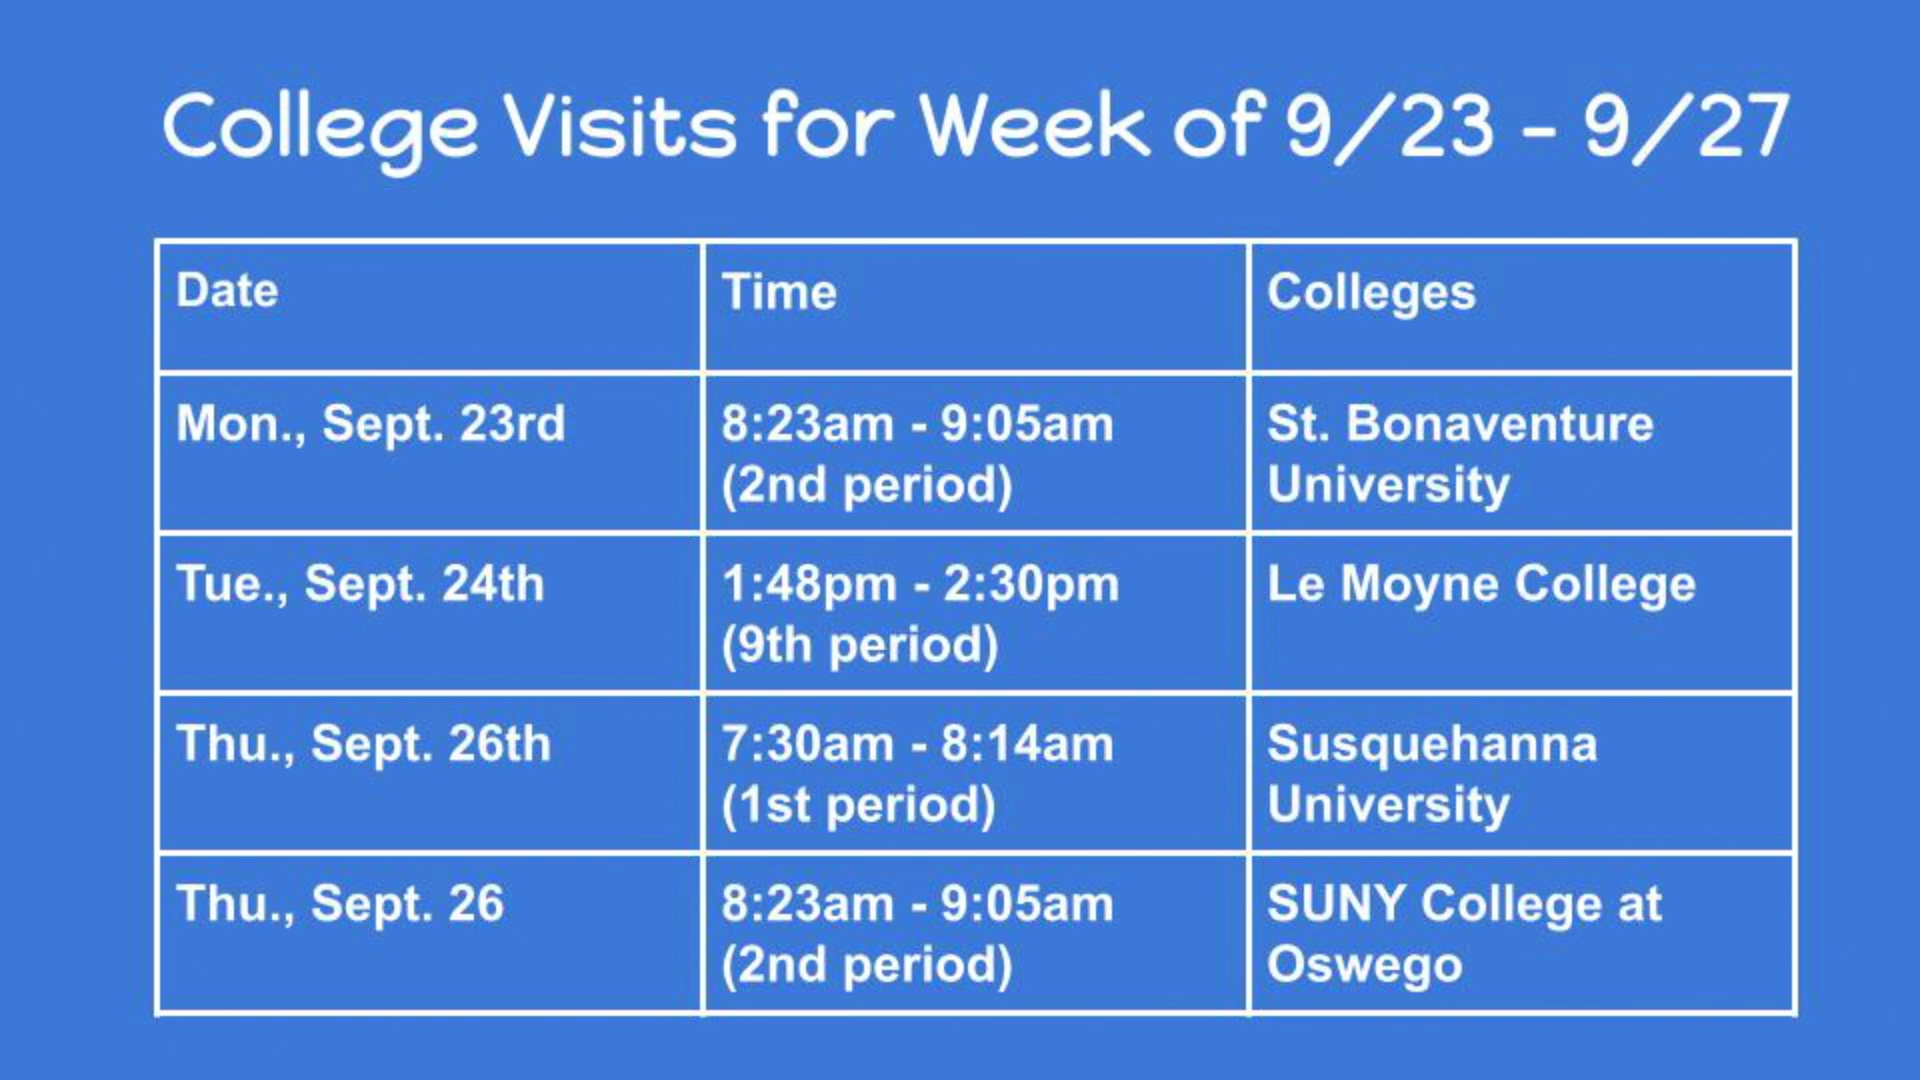 College Visits for Week of 9/23 - 9/27
Date
Time
Colleges
Mon., Sept. 23rd
8:23am - 9:05am
(2nd period)
St. Bonaventure
University
Tue., Sept. 24th
1:48pm - 2:30pm
(9th period)
Le Moyne College
Thu., Sept. 26th
7:30am - 8:14am
(1st period)
Susquehanna
University
Thu., Sept. 26
8:23am - 9:05am
(2nd period)
SUNY College at
Oswego